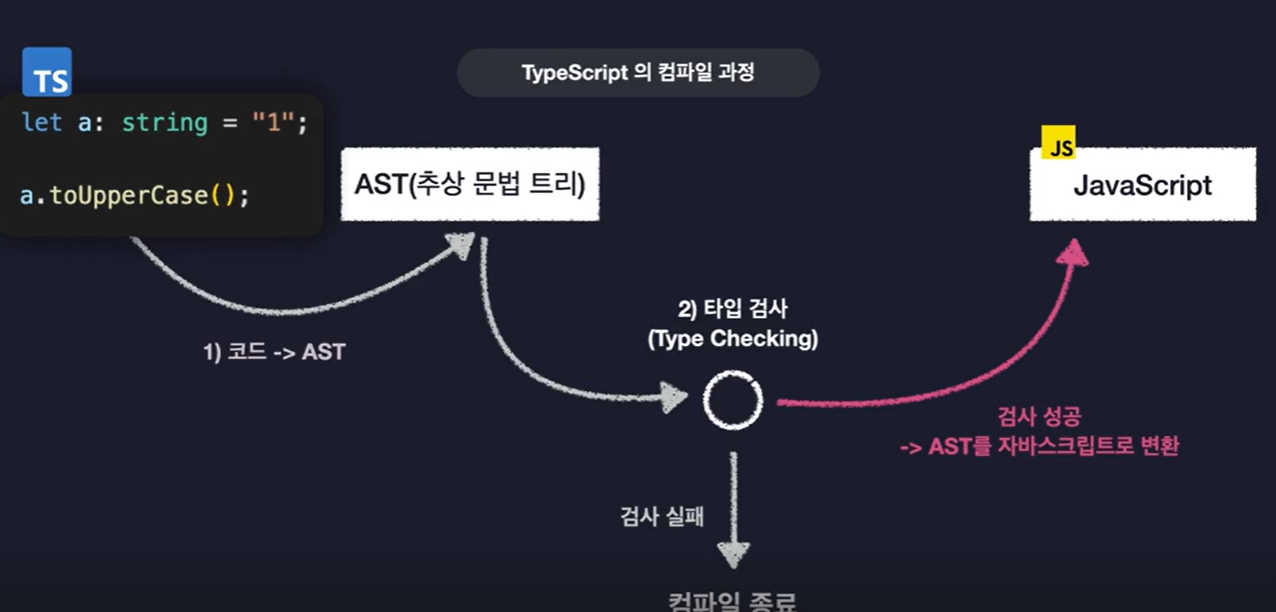 TypeScript 의 컴파일 과정
TS
let a: string = "1";
a.toUpperCase();
AST(추상 문법 트리)
JS
JavaScript
1) 코드 -> AST
2) 타입 검사
(Type Checking)
검사 성공
-> AST를 자바스크립트로 변환
검사 실패
컴파일 종료